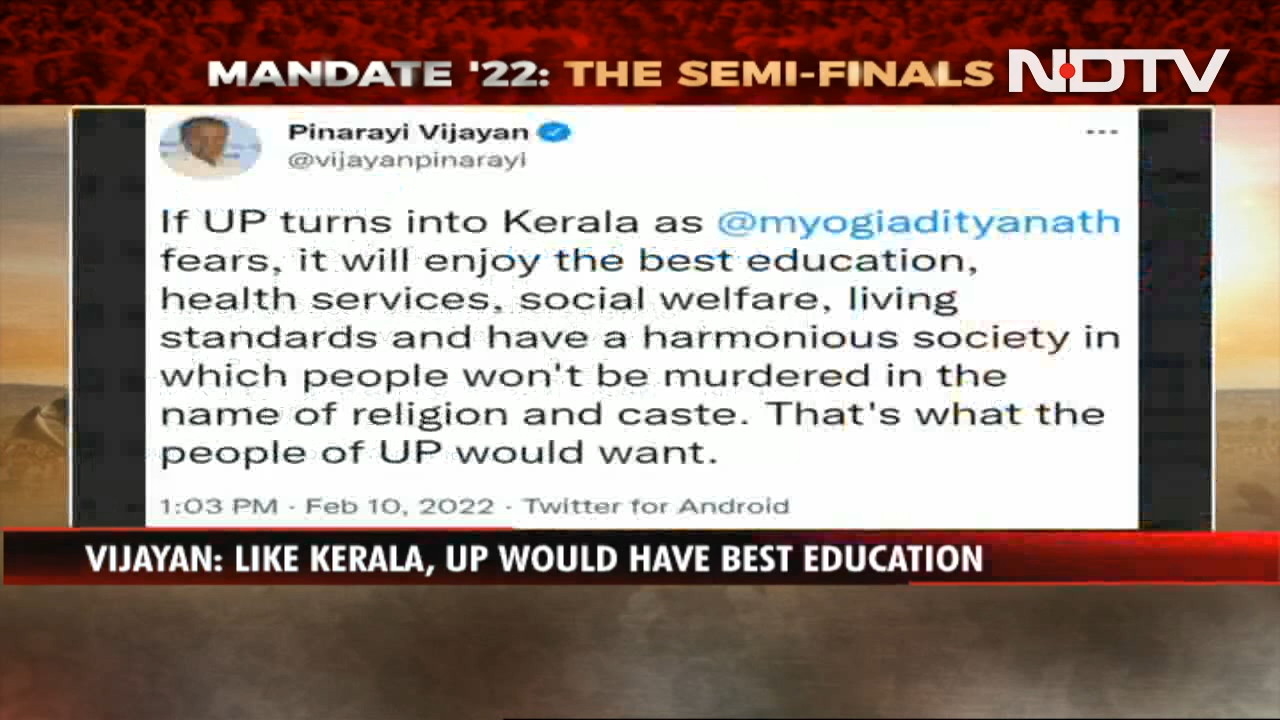 MANDATE '22: THE SEMI-FINALS NDTV
Pinarayi Vijayan
@vijayanpinarayi
If UP turns into Kerala as @myogiadityanath
fears, it will enjoy the best education,
health services, social welfare, living
standards and have a harmonious society in
which people won't be murdered in the
name of religion and caste. That's what the
people of UP would want.
1:03 PM · Feb 10, 2022 · Twitter for Android
VIJAYAN: LIKE KERALA, UP WOULD HAVE BEST EDUCATION